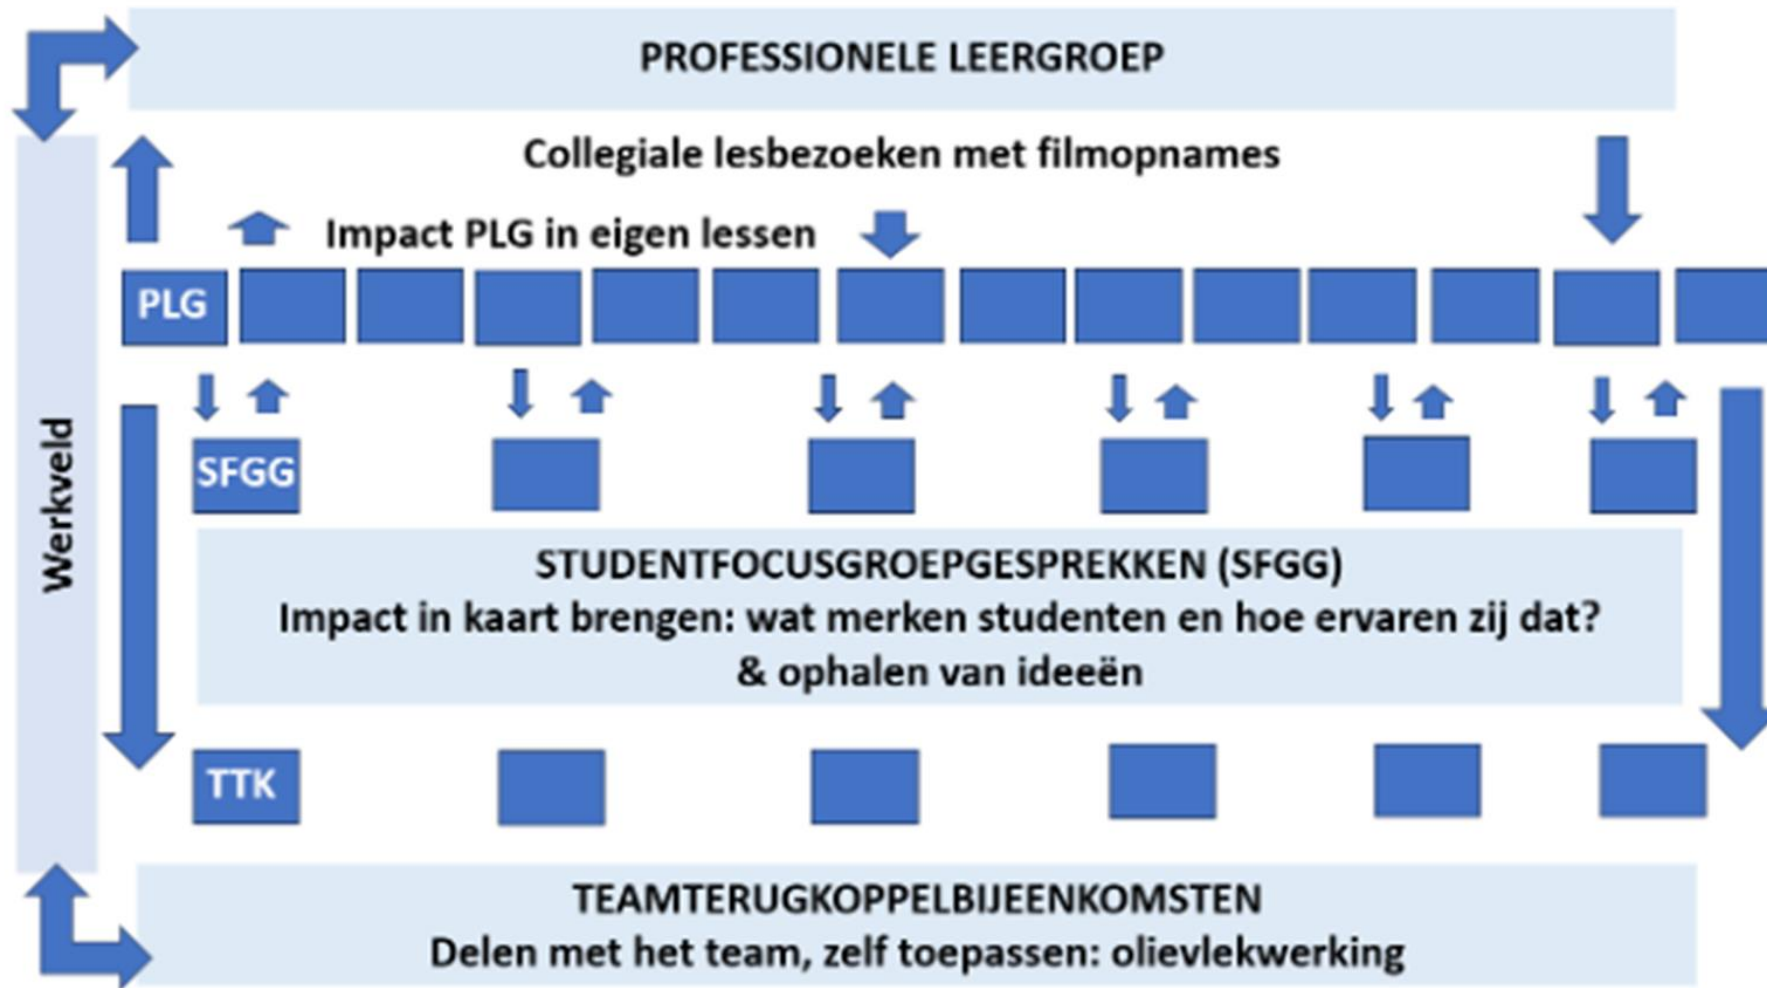 PROFESSIONELE LEERGROEP
Collegiale lesbezoeken met filmopnames
Impact PLG in eigen lessen
PLG
Werkveld
SFGG
STUDENTFOCUSGROEPGESPREKKEN (SFGG)
Impact in kaart brengen: wat merken studenten en hoe ervaren zij dat?
& ophalen van ideeën
TTK
TEAMTERUGKOPPELBIJEENKOMSTEN
Delen met het team, zelf toepassen: olievlekwerking